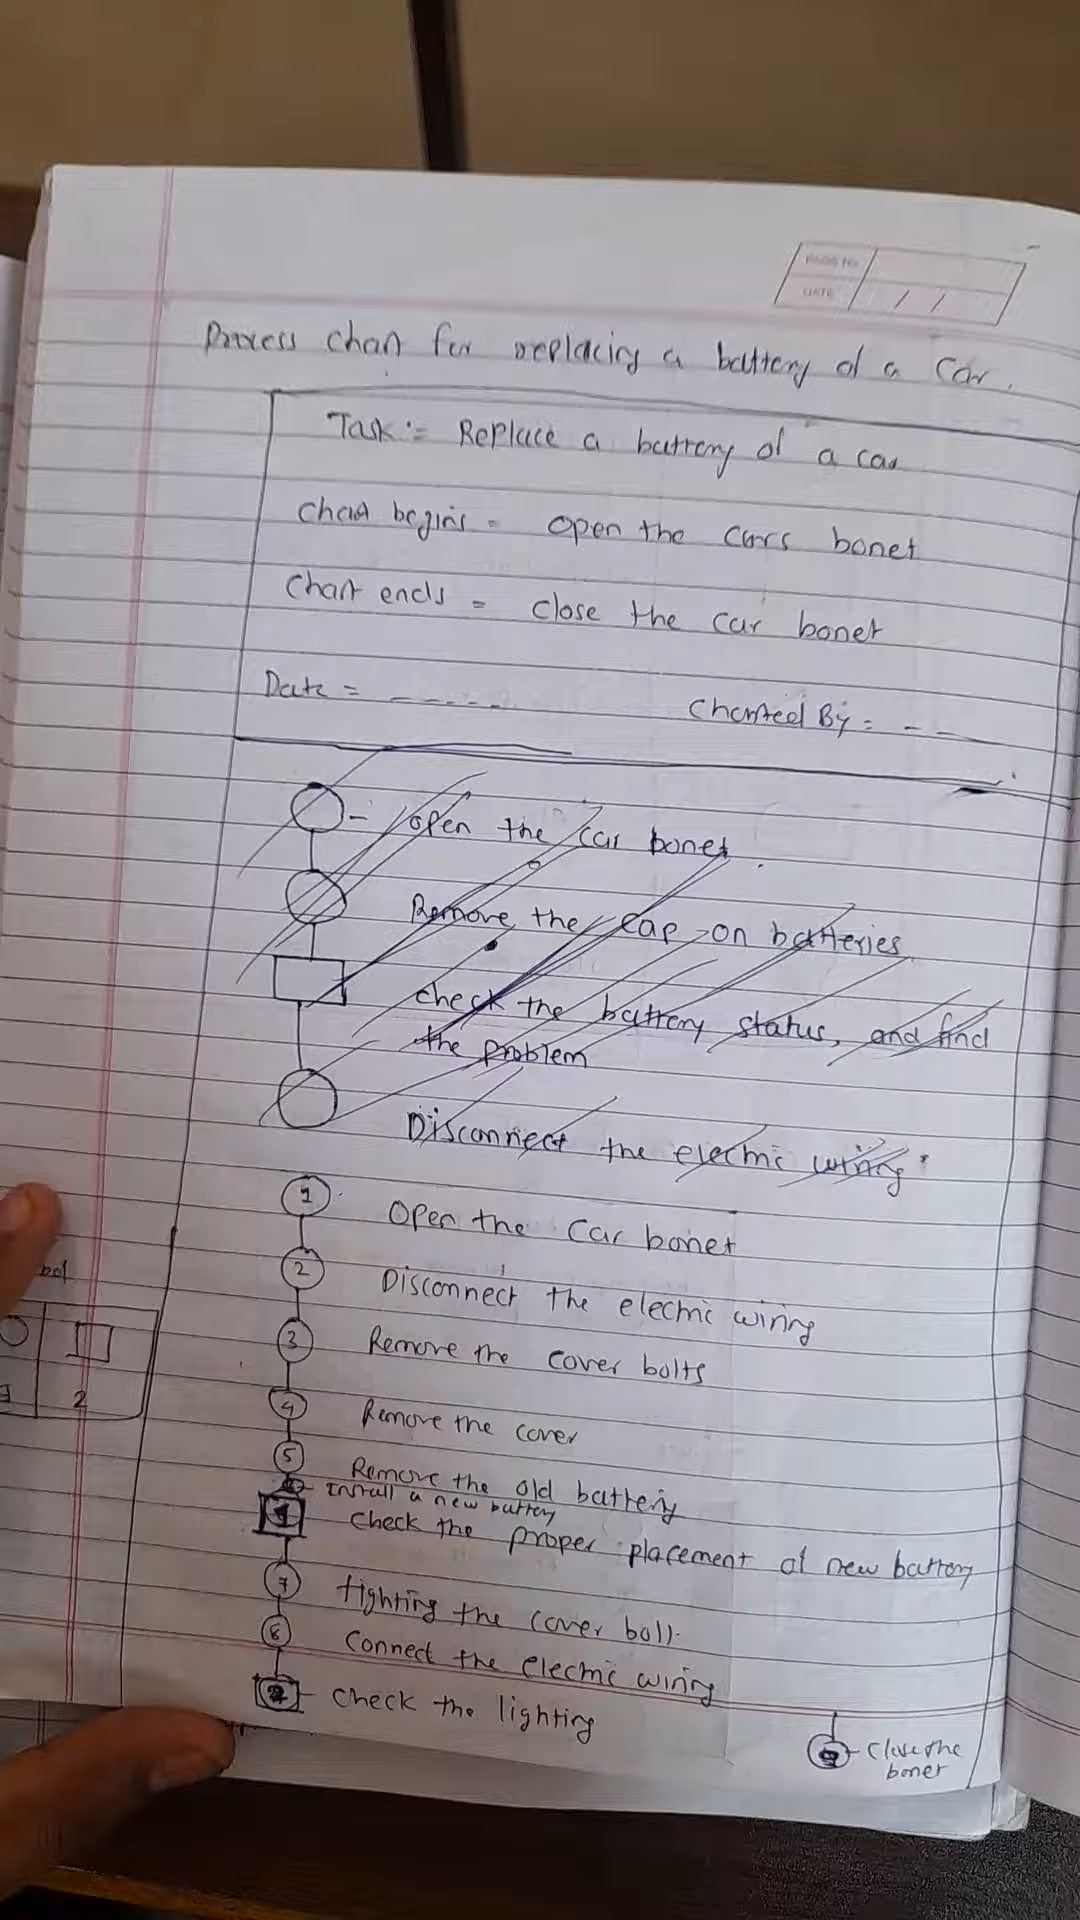 PAGE No
DATE / /
Process chart for replacing a battery of a car.
Task := Replace a battery of a car
Chart begins = open the cars bonet
Chart ends = close the car bonet
Date = _ _ _ _ _ Charted By = _ _
- open the car bonet.
Remove the cap on batteries
check the battery status, and find
the problem
Disconnect the electric wiring
1 Open the Car bonet
2 Disconnect the electric wiring
3 Remove the cover bolts
4 Remove the cover
5 Remove the old battery
Install a new battery
1 check the proper placement of new battery
7 tighting the cover bolt
8 Connect the electric wiring
2 - check the lighting
9 - Close the
bonet
bol
2